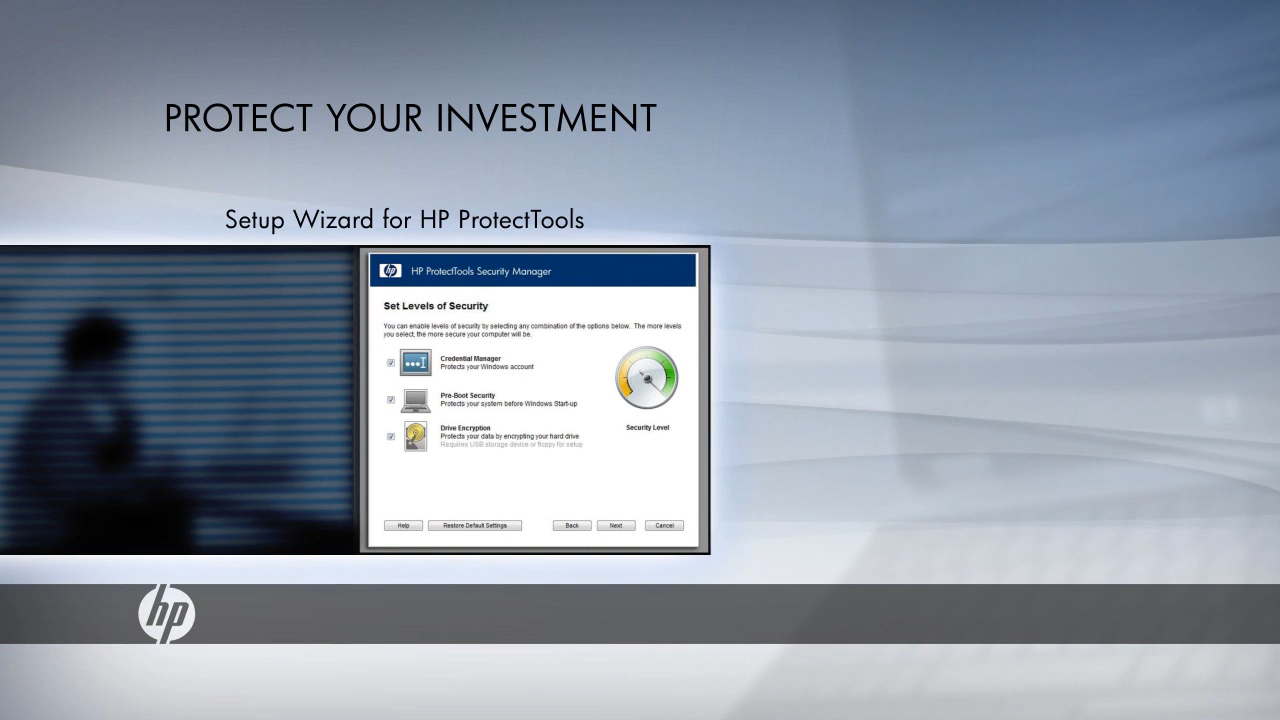 PROTECT YOUR INVESTMENT
Setup Wizard for HP ProtectTools
hp HP ProtectTools Security Manager
Set Levels of Security
You can enable levels of security by selecting any combination of the options below. The more levels
you select, the more secure your computer will be.
Credential Manager
Protects your Windows account
Pre-Boot Security
Protects your system before Windows Start-up
Drive Encryption
Protects your data by encrypting your hard drive
Requires USB storage device or floppy for setup
Security Level
Help Restore Default Settings Back Next Cancel
hp